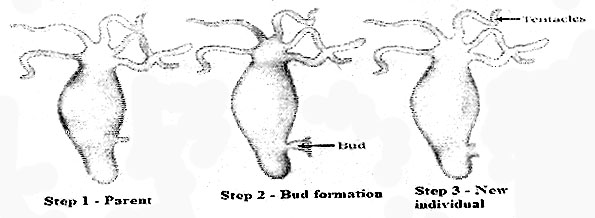 Tentacles
Bud
Step 1 - Parent
Step 2 - Bud formation
Step 3 - New
individual